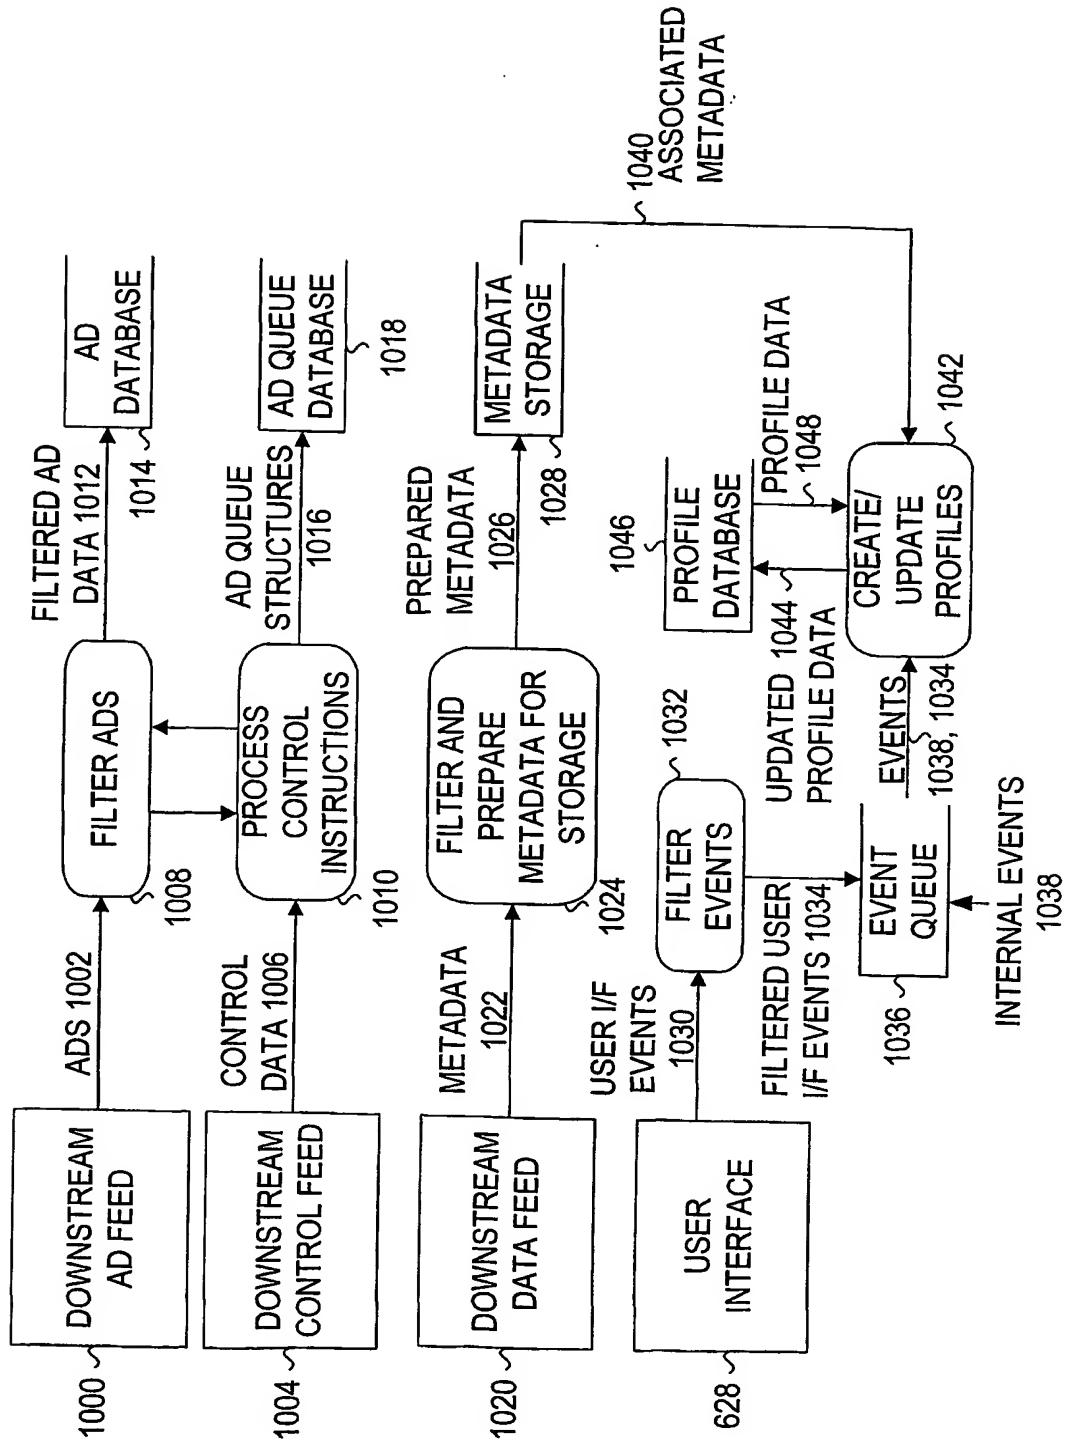 DOWNSTREAM
AD FEED
1000
ADS 1002
FILTER ADS
1008
FILTERED AD
DATA 1012
AD
DATABASE
1014
DOWNSTREAM
CONTROL FEED
1004
CONTROL
DATA 1006
PROCESS
CONTROL
INSTRUCTIONS
1010
AD QUEUE
STRUCTURES
1016
AD QUEUE
DATABASE
1018
DOWNSTREAM
DATA FEED
1020
METADATA
1022
FILTER AND
PREPARE
METADATA FOR
STORAGE
1024
PREPARED
METADATA
1026
METADATA
STORAGE
1028
1040
ASSOCIATED
METADATA
USER
INTERFACE
628
USER I/F
EVENTS
1030
FILTER
EVENTS
1032
FILTERED USER
I/F EVENTS 1034
EVENT
QUEUE
1036
INTERNAL EVENTS
1038
EVENTS
1038, 1034
UPDATED 1044
PROFILE DATA
PROFILE
DATABASE
1046
PROFILE DATA
1048
CREATE/
UPDATE
PROFILES
1042